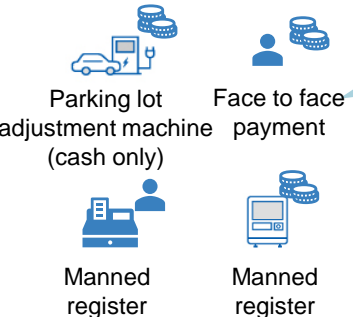 Parking lot
adjustment machine
(cash only)
Face to face
payment
Manned
register
Manned
register